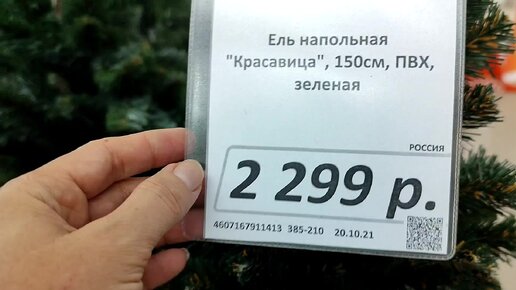 Ель напольная
"Красавица", 150см, ПВХ,
зеленая
РОССИЯ
2 299 р.
4607167911413 385-210 20.10.21